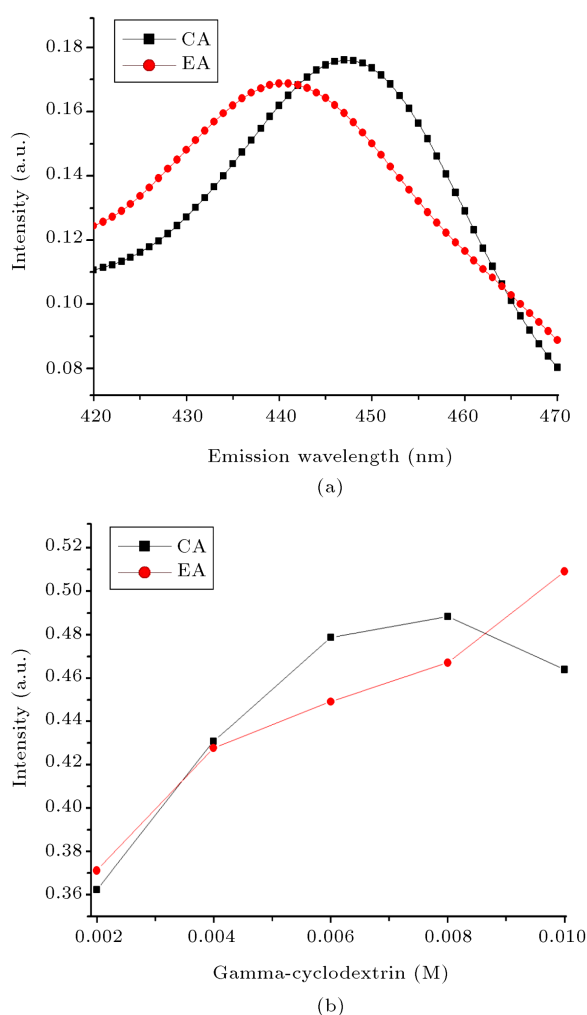 CA
EA
0.18
0.16
0.14
0.12
0.10
0.08
Intensity (a.u.)
420 430 440 450 460 470
Emission wavelength (nm)
(a)
CA
EA
0.52
0.50
0.48
0.46
0.44
0.42
0.40
0.38
0.36
Intensity (a.u.)
0.002 0.004 0.006 0.008 0.010
Gamma-cyclodextrin (M)
(b)